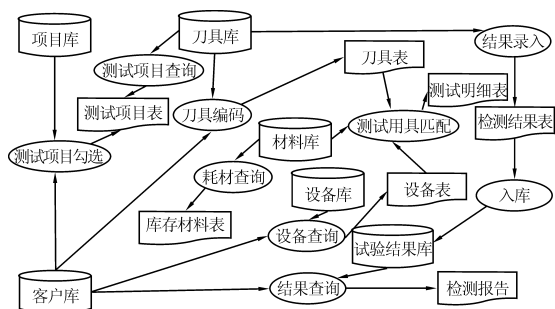 项目库
刀具库
结果录入
测试项目查询
刀具表
测试明细表
测试项目表
刀具编码
测试用具匹配
检测结果表
材料库
测试项目勾选
耗材查询
设备库
设备表
入库
库存材料表
设备查询
试验结果库
客户库
结果查询
检测报告